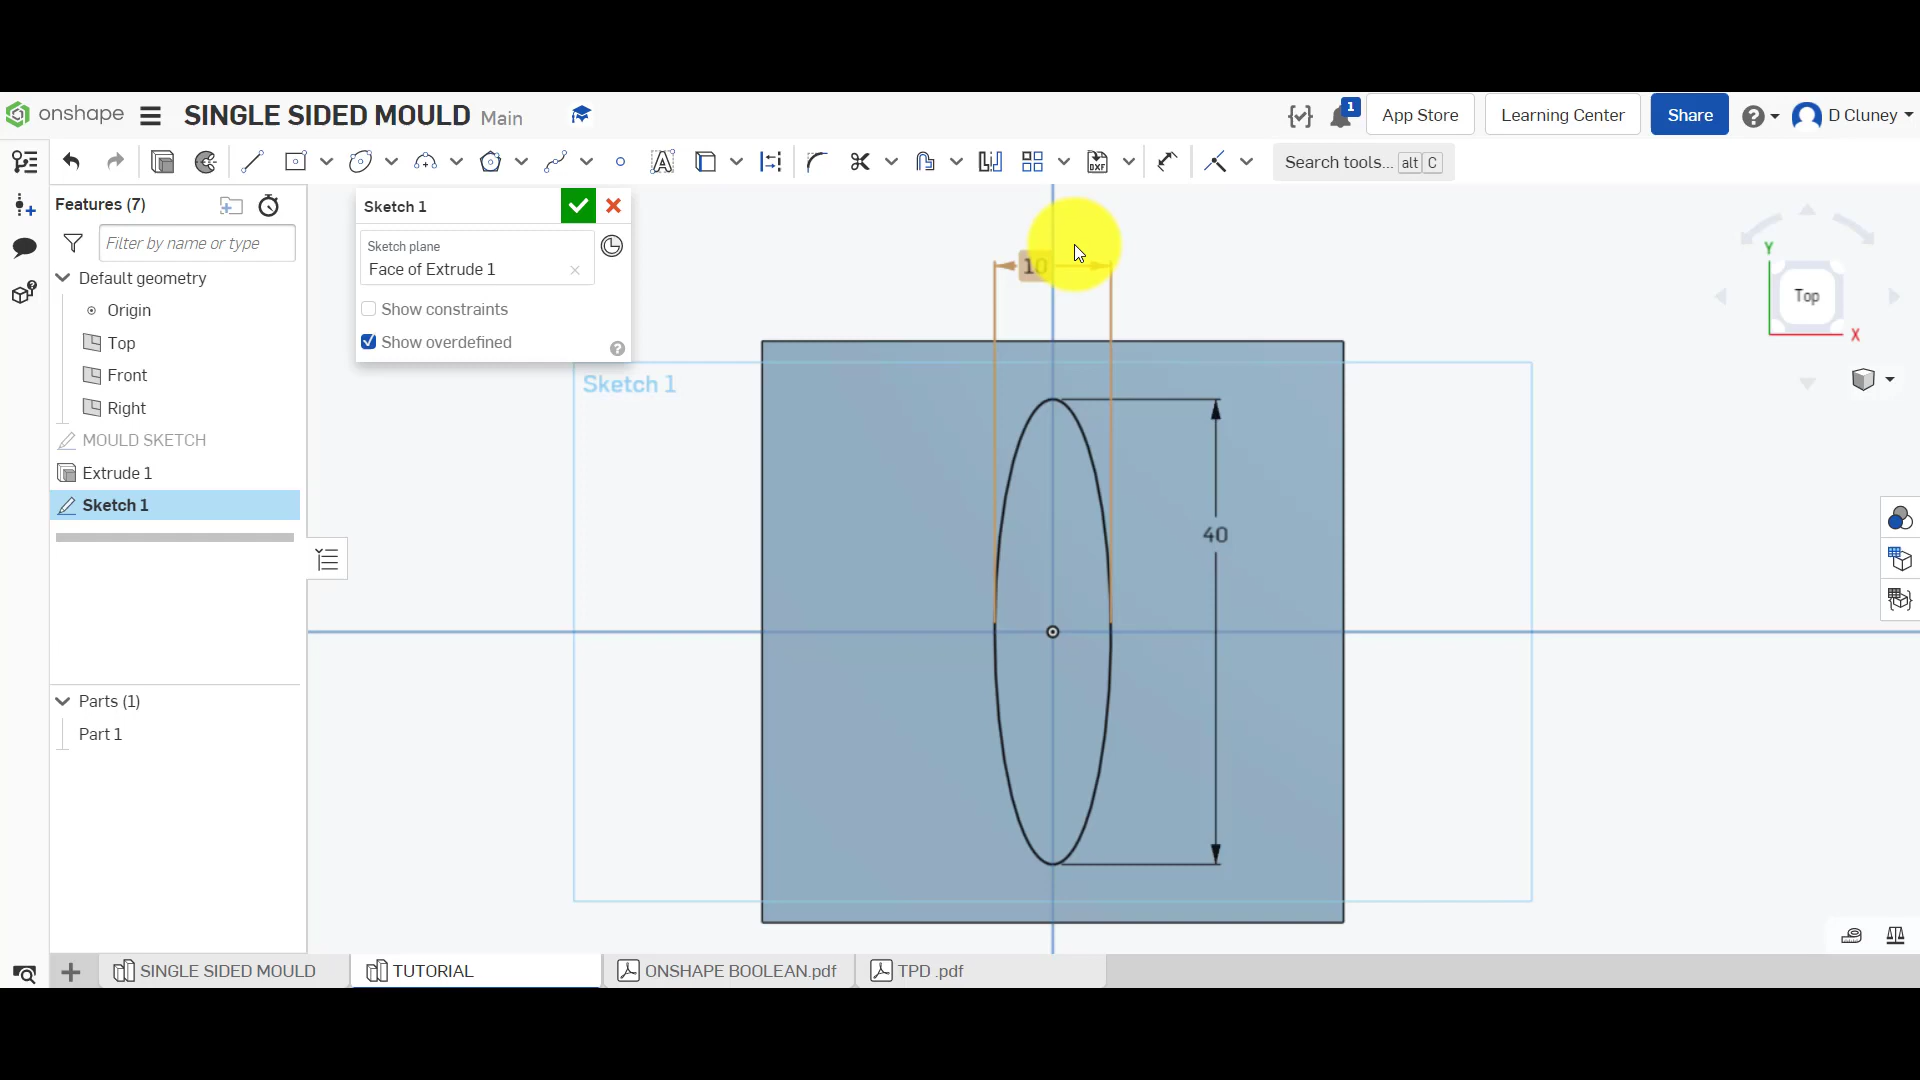 onshape SINGLE SIDED MOULD Main 1 App Store Learning Center Share D Cluney
DXF Search tools... alt C
Features (7)
Filter by name or type
Default geometry
Origin
Top
Front
Right
MOULD SKETCH
Extrude 1
Sketch 1
Parts (1)
Part 1
Sketch 1
Sketch plane
Face of Extrude 1
Show constraints
Show overdefined
Sketch 1
10
40
Y
Top
X
SINGLE SIDED MOULD TUTORIAL ONSHAPE BOOLEAN.pdf TPD .pdf